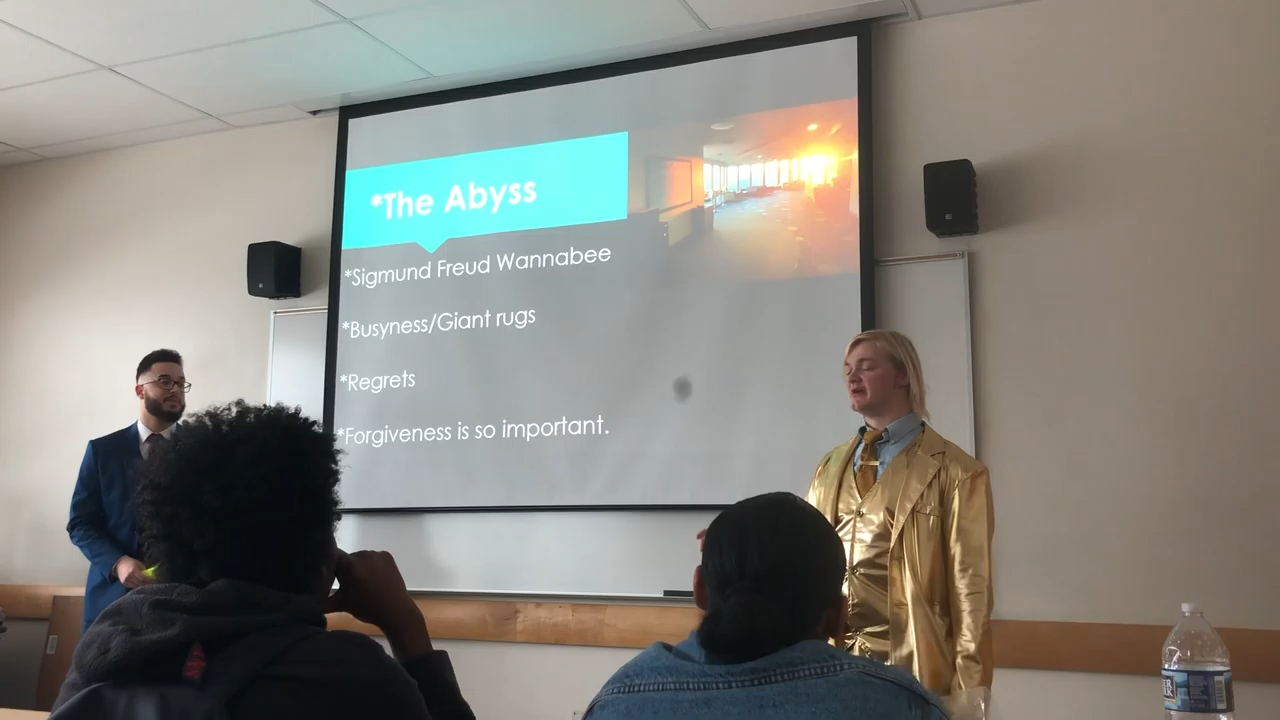 *The Abyss
*Sigmund Freud Wannabee
*Busyness/Giant rugs
*Regrets
*Forgiveness is so important.